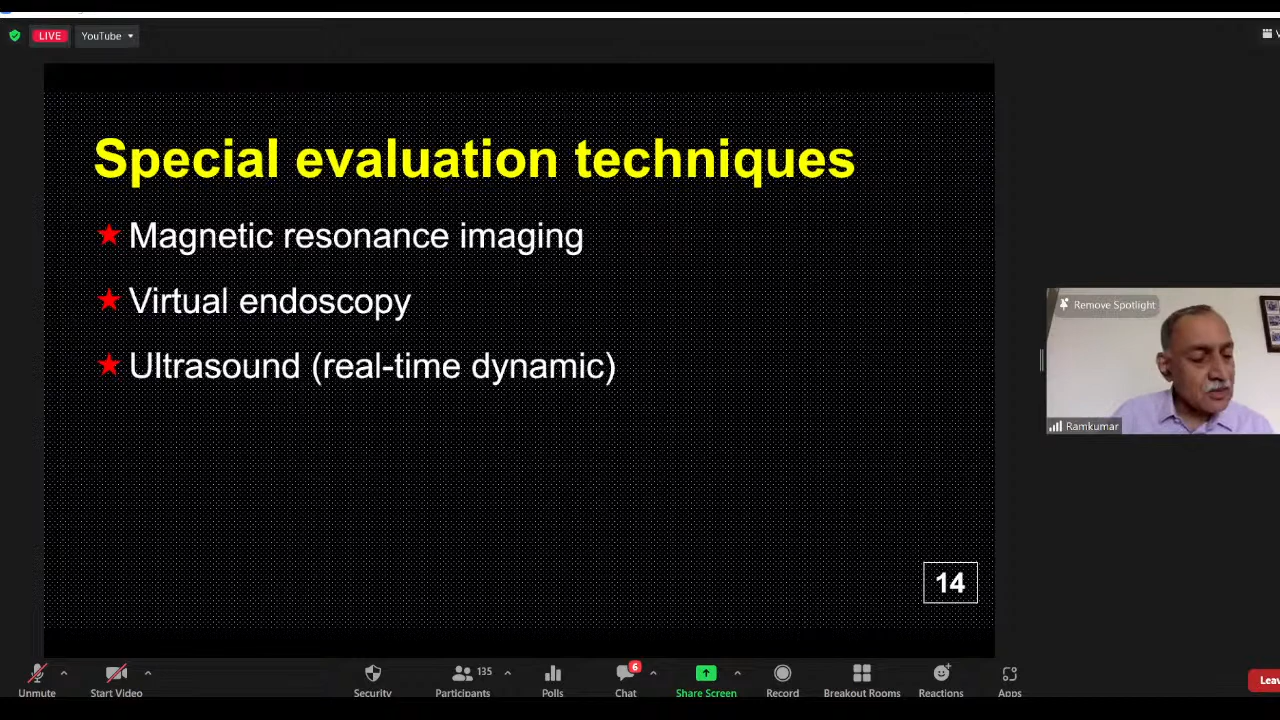 LIVE
YouTube
Special evaluation techniques
★ Magnetic resonance imaging
★ Virtual endoscopy
★ Ultrasound (real-time dynamic)
14
Remove Spotlight
Ramkumar
Unmute
Start Video
Security
Participants
135
Polls
Chat
6
Share Screen
Record
Breakout Rooms
Reactions
Apps